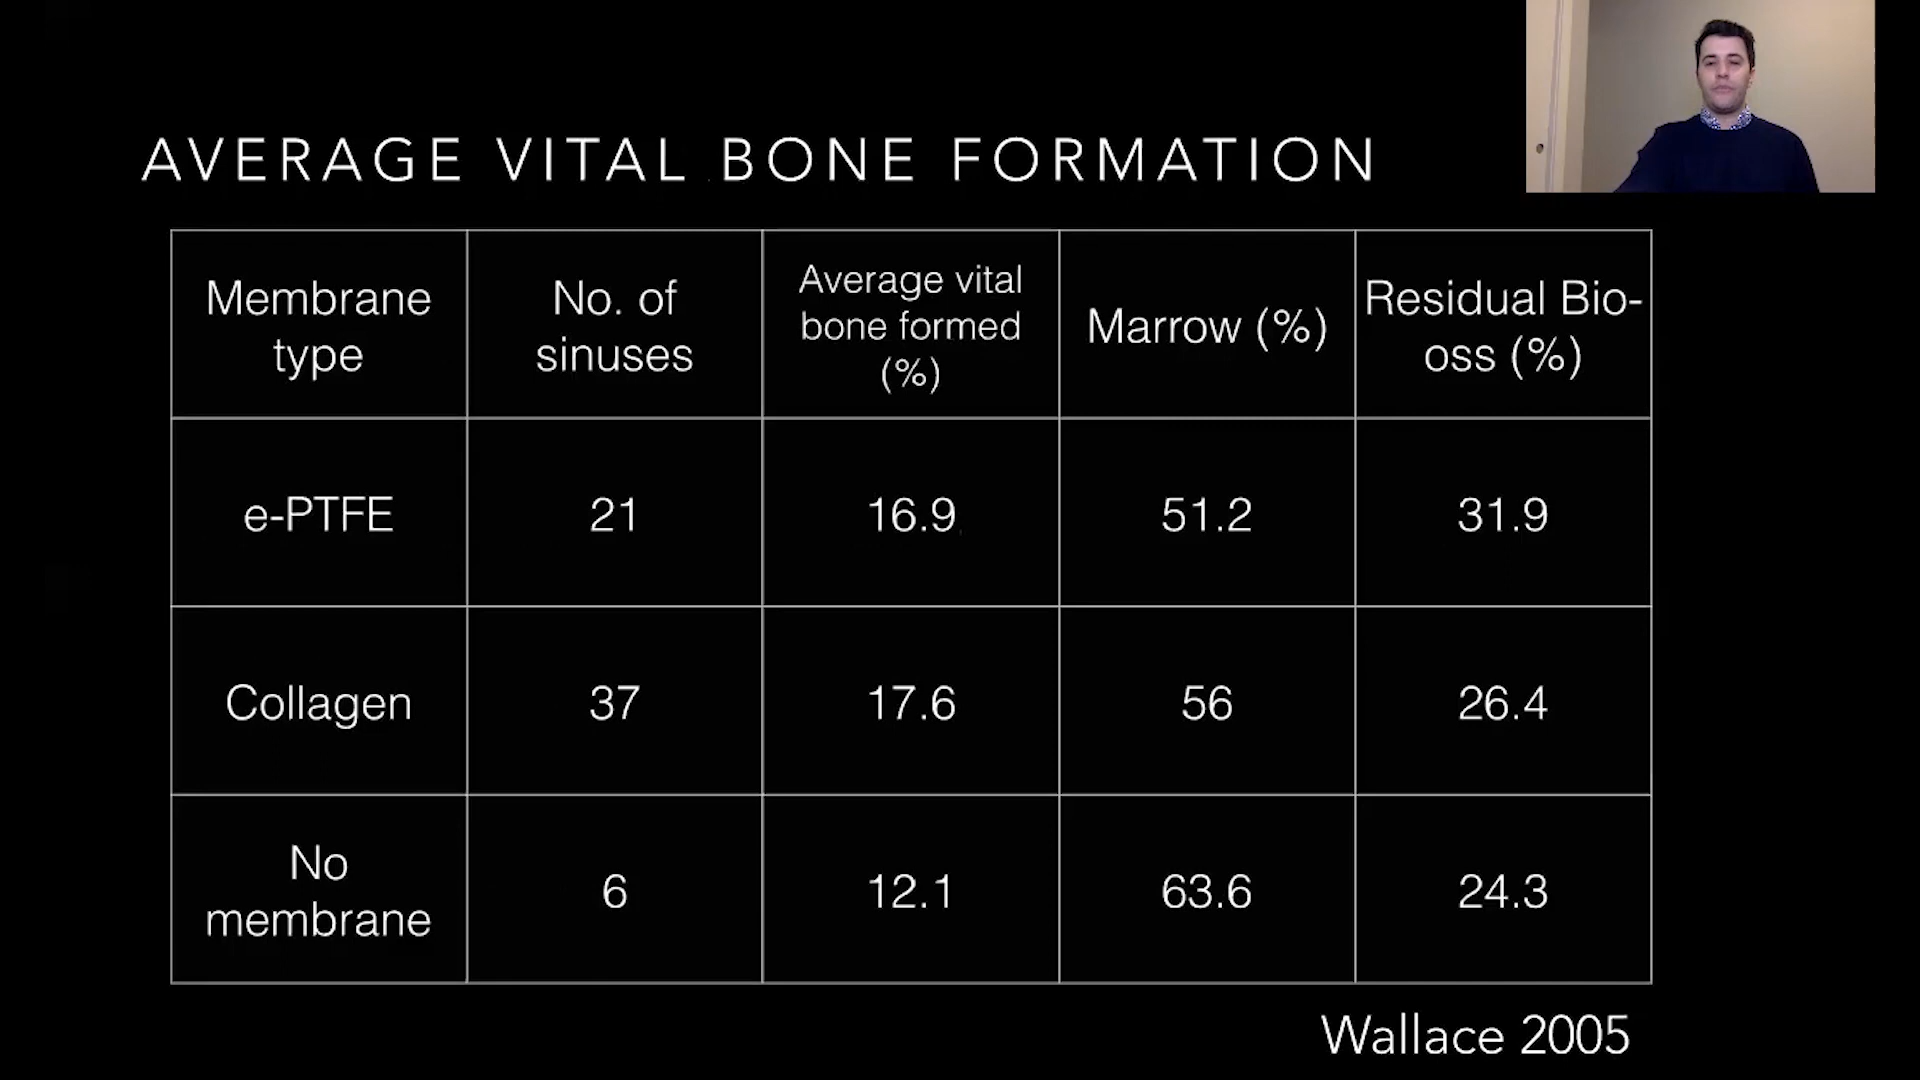 AVERAGE VITAL BONE FORMATION
Membrane type | No. of sinuses | Average vital bone formed (%) | Marrow (%) | Residual Bio-oss (%)
e-PTFE | 21 | 16.9 | 51.2 | 31.9
Collagen | 37 | 17.6 | 56 | 26.4
No membrane | 6 | 12.1 | 63.6 | 24.3
Wallace 2005